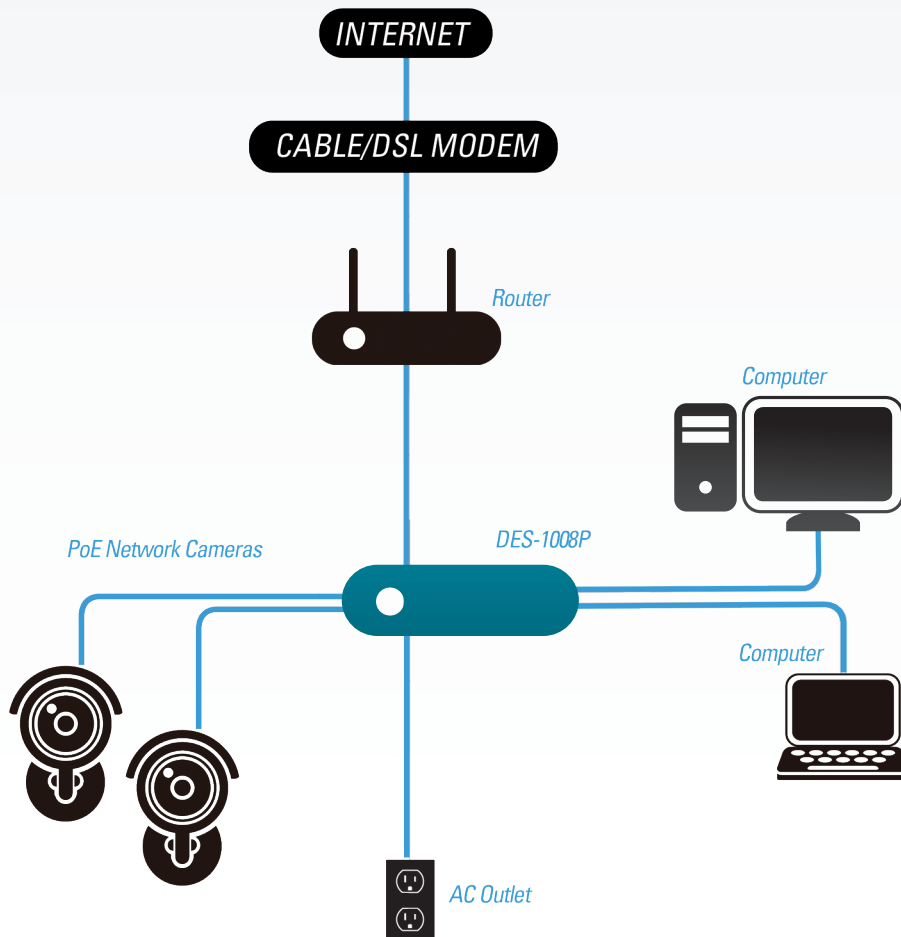 INTERNET
CABLE/DSL MODEM
Router
Computer
PoE Network Cameras
DES-1008P
Computer
AC Outlet